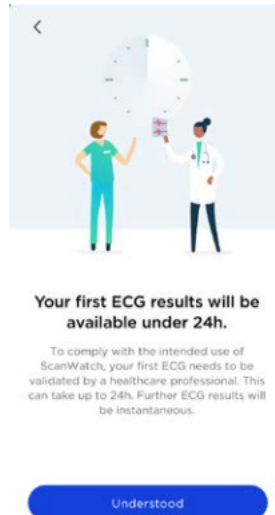 Your first ECG results will be
available under 24h.
To comply with the intended use of
ScanWatch, your first ECG needs to be
validated by a healthcare professional. This
can take up to 24h. Further ECG results will
be instantaneous.
Understood